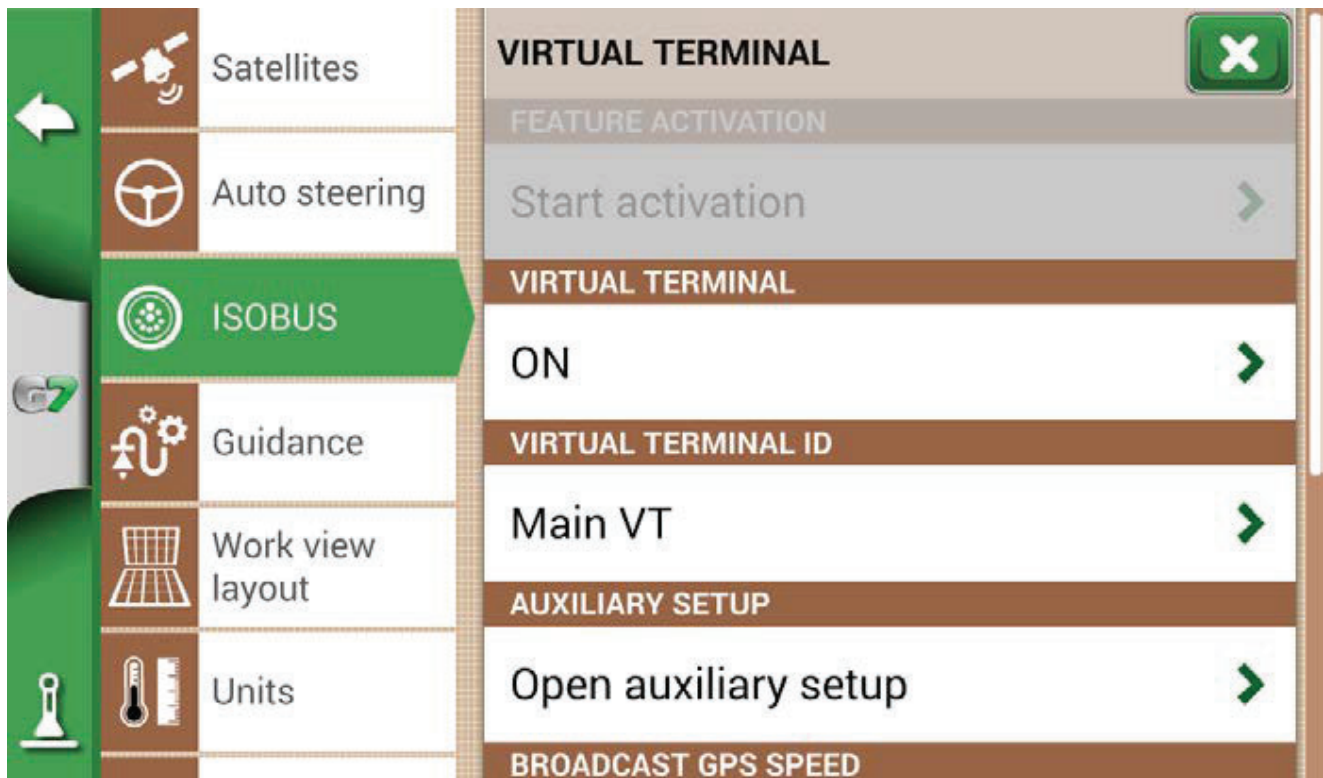 Satellites
Auto steering
ISOBUS
G7
Guidance
Work view
layout
Units
VIRTUAL TERMINAL
FEATURE ACTIVATION
Start activation
VIRTUAL TERMINAL
ON
VIRTUAL TERMINAL ID
Main VT
AUXILIARY SETUP
Open auxiliary setup
BROADCAST GPS SPEED